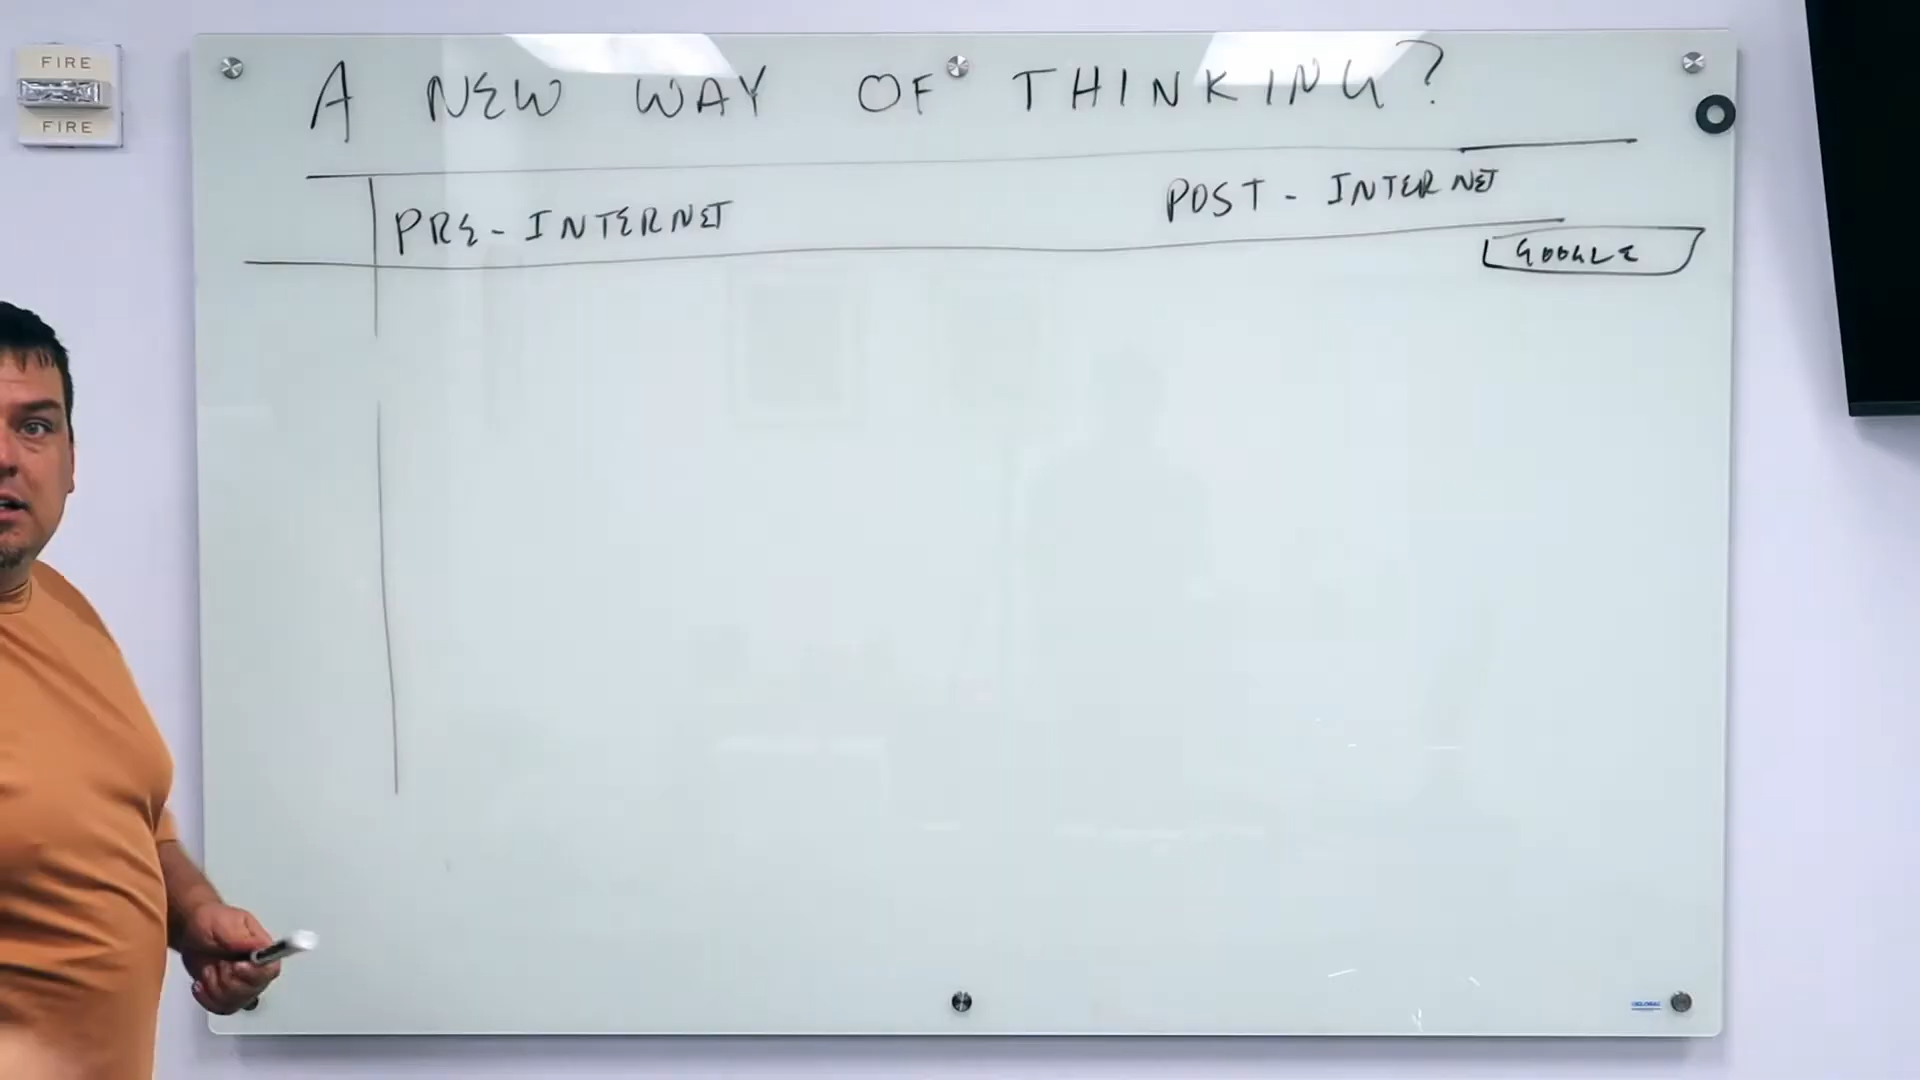 FIRE
FIRE
A NEW WAY OF THINKING?
PRE-INTERNET
POST-INTERNET
GOOGLE